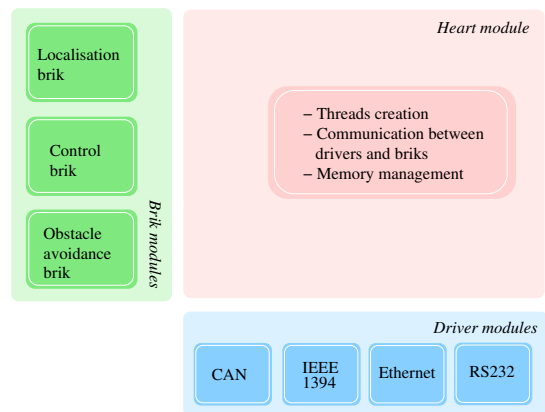 Heart module
Localisation
brik
Control
brik
Obstacle
avoidance
brik
Brik modules
– Threads creation
– Communication between
drivers and briks
– Memory management
Driver modules
CAN
IEEE
1394
Ethernet
RS232